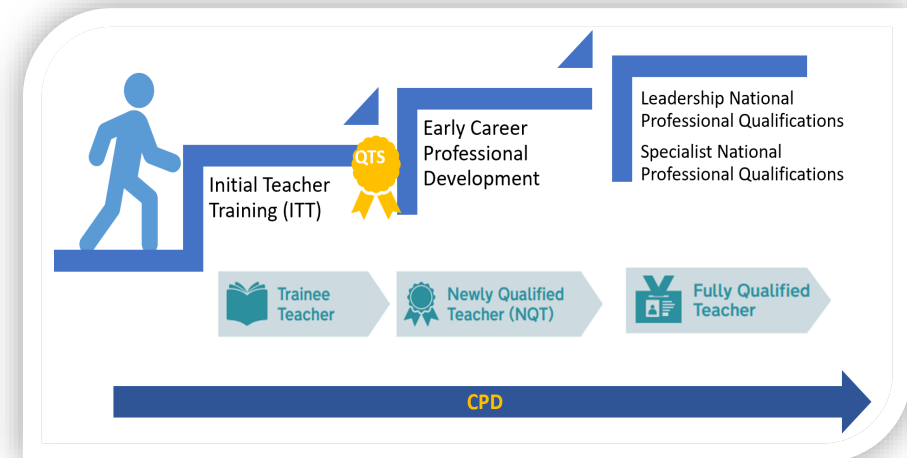 Initial Teacher
Training (ITT)
QTS
Early Career
Professional
Development
Leadership National
Professional Qualifications
Specialist National
Professional Qualifications
Trainee
Teacher
Newly Qualified
Teacher (NQT)
Fully Qualified
Teacher
CPD